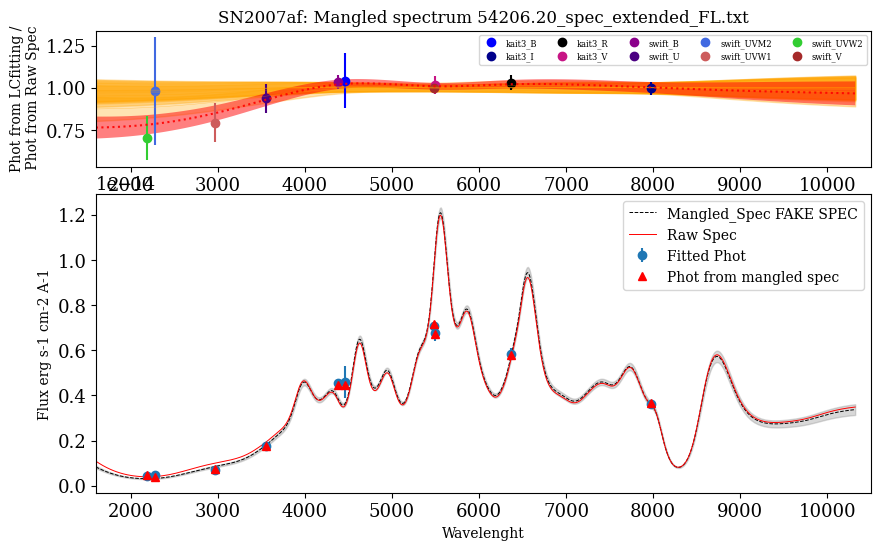 SN2007af: Mangled spectrum 54206.20_spec_extended_FL.txt
Phot from LCfitting /
Phot from Raw Spec
1.25
1.00
0.75
kait3_B kait3_R swift_B swift_UVM2 swift_UVW2
kait3_I kait3_V swift_U swift_UVW1 swift_V
2000 3000 4000 5000 6000 7000 8000 9000 10000
1e−14
Flux erg s-1 cm-2 A-1
1.2
1.0
0.8
0.6
0.4
0.2
0.0
Mangled_Spec FAKE SPEC
Raw Spec
Fitted Phot
Phot from mangled spec
2000 3000 4000 5000 6000 7000 8000 9000 10000
Wavelenght